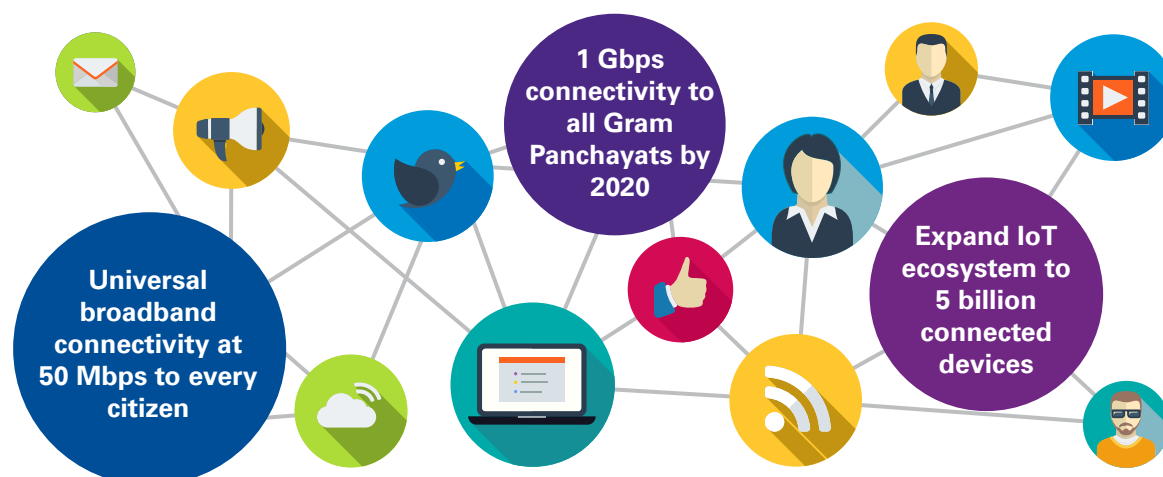 1 Gbps
connectivity to
all Gram
Panchayats by
2020
Universal
broadband
connectivity at
50 Mbps to every
citizen
Expand IoT
ecosystem to
5 billion
connected
devices